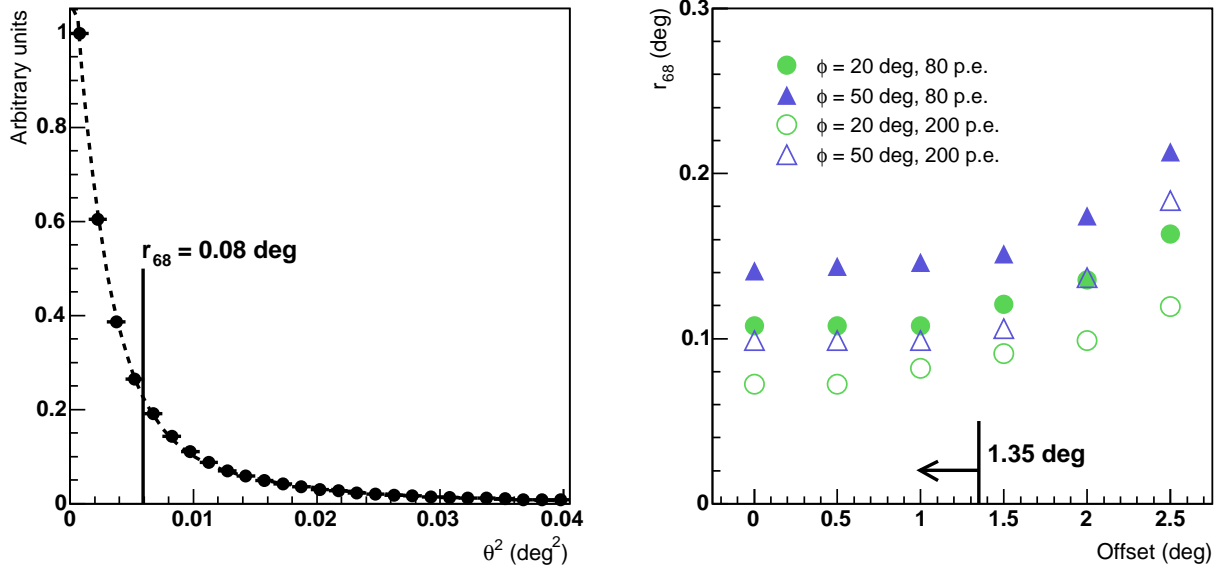 Arbitrary units
1
0.8
0.6
0.4
0.2
0
r68 = 0.08 deg
0 0.01 0.02 0.03 0.04
θ2 (deg2)
r68 (deg)
0.3
0.2
0.1
0
ϕ = 20 deg, 80 p.e.
ϕ = 50 deg, 80 p.e.
ϕ = 20 deg, 200 p.e.
ϕ = 50 deg, 200 p.e.
1.35 deg
0 0.5 1 1.5 2 2.5
Offset (deg)